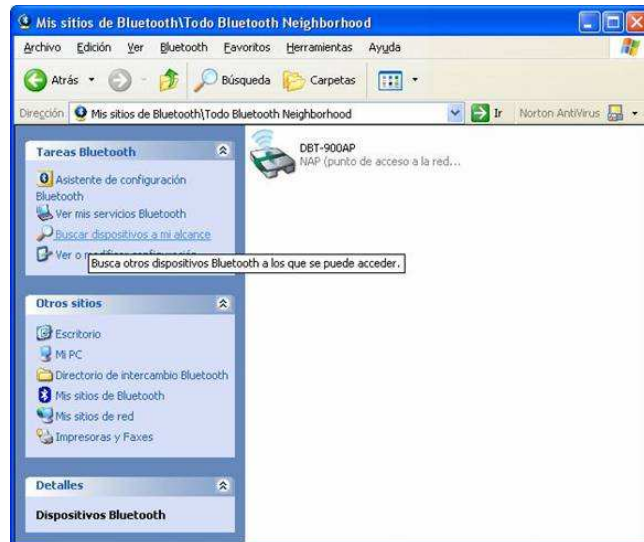 Mis sitios de Bluetooth\Todo Bluetooth Neighborhood
Archivo Edición Ver Bluetooth Favoritos Herramientas Ayuda
Atrás Búsqueda Carpetas
Dirección Mis sitios de Bluetooth\Todo Bluetooth Neighborhood Ir Norton AntiVirus
Tareas Bluetooth
Asistente de configuración
Bluetooth
Ver mis servicios Bluetooth
Buscar dispositivos a mi alcance
Ver o
Busca otros dispositivos Bluetooth a los que se puede acceder.
DBT-900AP
NAP (punto de acceso a la red...
Otros sitios
Escritorio
Mi PC
Directorio de intercambio Bluetooth
Mis sitios de Bluetooth
Mis sitios de red
Impresoras y Faxes
Detalles
Dispositivos Bluetooth